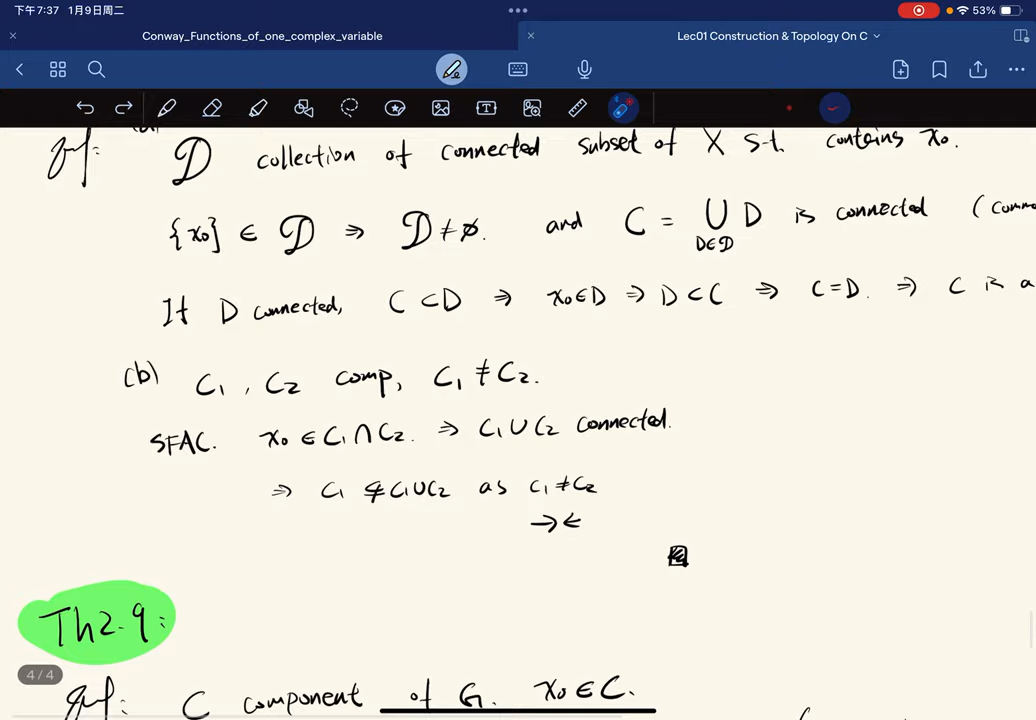 下午7:37 1月9日周二
53%
Conway_Functions_of_one_complex_variable
Lec01 Construction & Topology On C
pf: (a)
D collection of connected subset of X s.t. contains x₀.
{x₀} ∈ D ⇒ D ≠ ∅. and C = ∪ D is connected (comm
D∈D
If D connected, C ⊂ D ⇒ x₀∈D ⇒ D ⊂ C ⇒ C = D. ⇒ C is a
(b) C₁, C₂ comp, C₁ ≠ C₂.
SFAC. x₀ ∈ C₁ ∩ C₂. ⇒ C₁ ∪ C₂ connected.
⇒ C₁ ⊊ C₁∪C₂ as C₁ ≠ C₂
→←
Th2.9:
4 / 4
pf: C component of G. x₀ ∈ C.